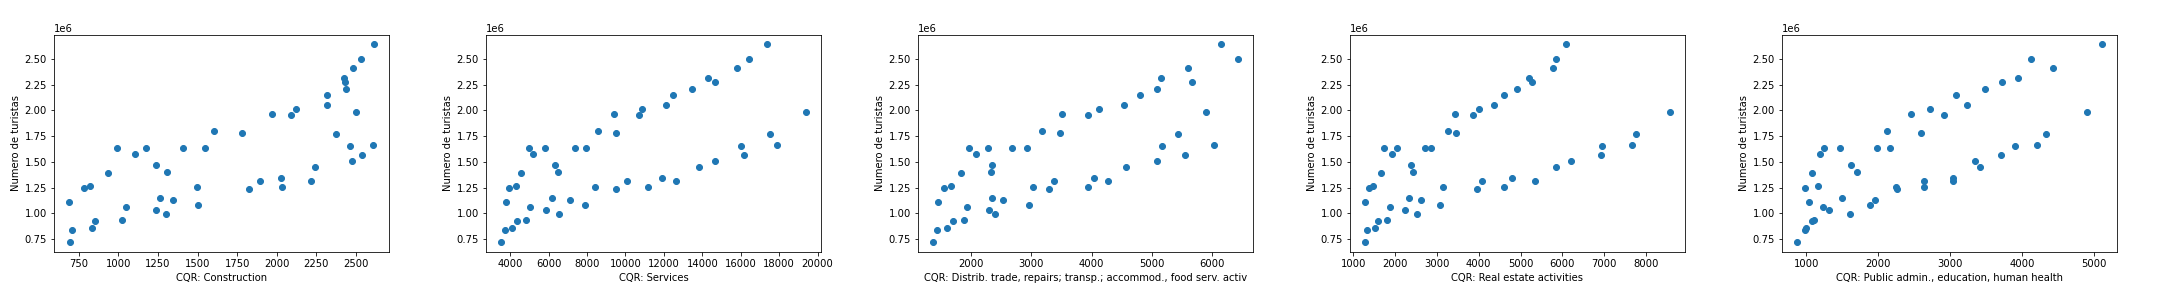 1e6
2.50
2.25
2.00
1.75
1.50
1.25
1.00
0.75
Numero de turistas
750 1000 1250 1500 1750 2000 2250 2500
CQR: Construction
1e6
2.50
2.25
2.00
1.75
1.50
1.25
1.00
0.75
Numero de turistas
4000 6000 8000 10000 12000 14000 16000 18000 20000
CQR: Services
1e6
2.50
2.25
2.00
1.75
1.50
1.25
1.00
0.75
Numero de turistas
2000 3000 4000 5000 6000
CQR: Distrib. trade, repairs; transp.; accommod., food serv. activ
1e6
2.50
2.25
2.00
1.75
1.50
1.25
1.00
0.75
Numero de turistas
1000 2000 3000 4000 5000 6000 7000 8000
CQR: Real estate activities
1e6
2.50
2.25
2.00
1.75
1.50
1.25
1.00
0.75
Numero de turistas
1000 2000 3000 4000 5000
CQR: Public admin., education, human health